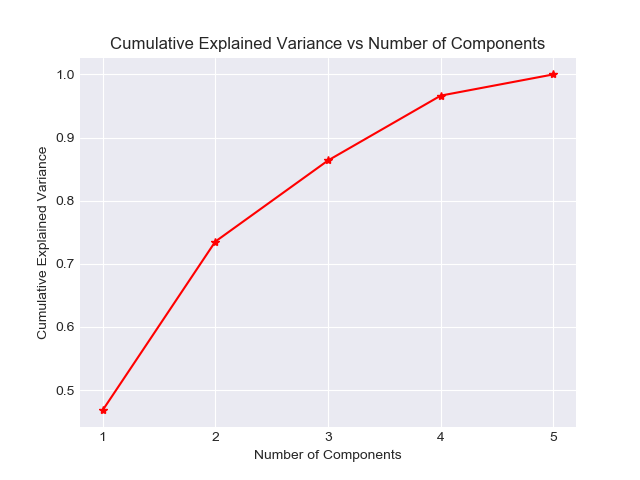 Cumulative Explained Variance vs Number of Components
1.0
0.9
0.8
0.7
0.6
0.5
Cumulative Explained Variance
1 2 3 4 5
Number of Components